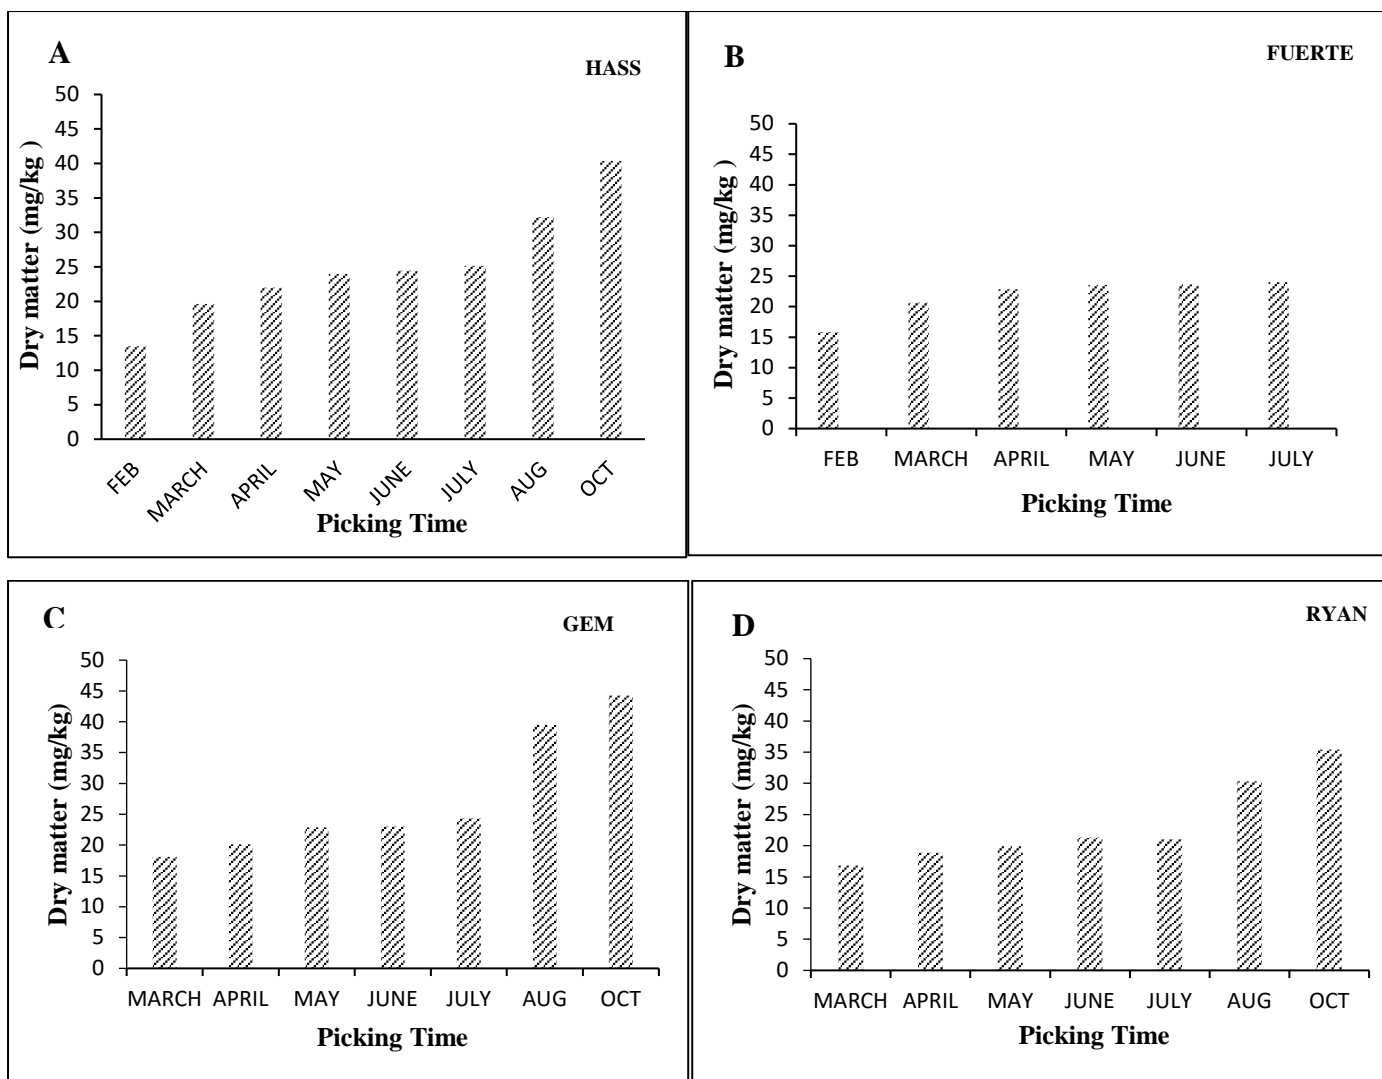 A
HASS
50
45
40
35
30
25
20
15
10
5
0
Dry matter (mg/kg )
FEB
MARCH
APRIL
MAY
JUNE
JULY
AUG
OCT
Picking Time
B
FUERTE
50
45
40
35
30
25
20
15
10
5
0
Dry matter (mg/kg )
FEB MARCH APRIL MAY JUNE JULY
Picking Time
C
GEM
50
45
40
35
30
25
20
15
10
5
0
Dry matter (mg/kg)
MARCH APRIL MAY JUNE JULY AUG OCT
Picking Time
D
RYAN
50
45
40
35
30
25
20
15
10
5
0
Dry matter (mg/kg)
MARCH APRIL MAY JUNE JULY AUG OCT
Picking Time